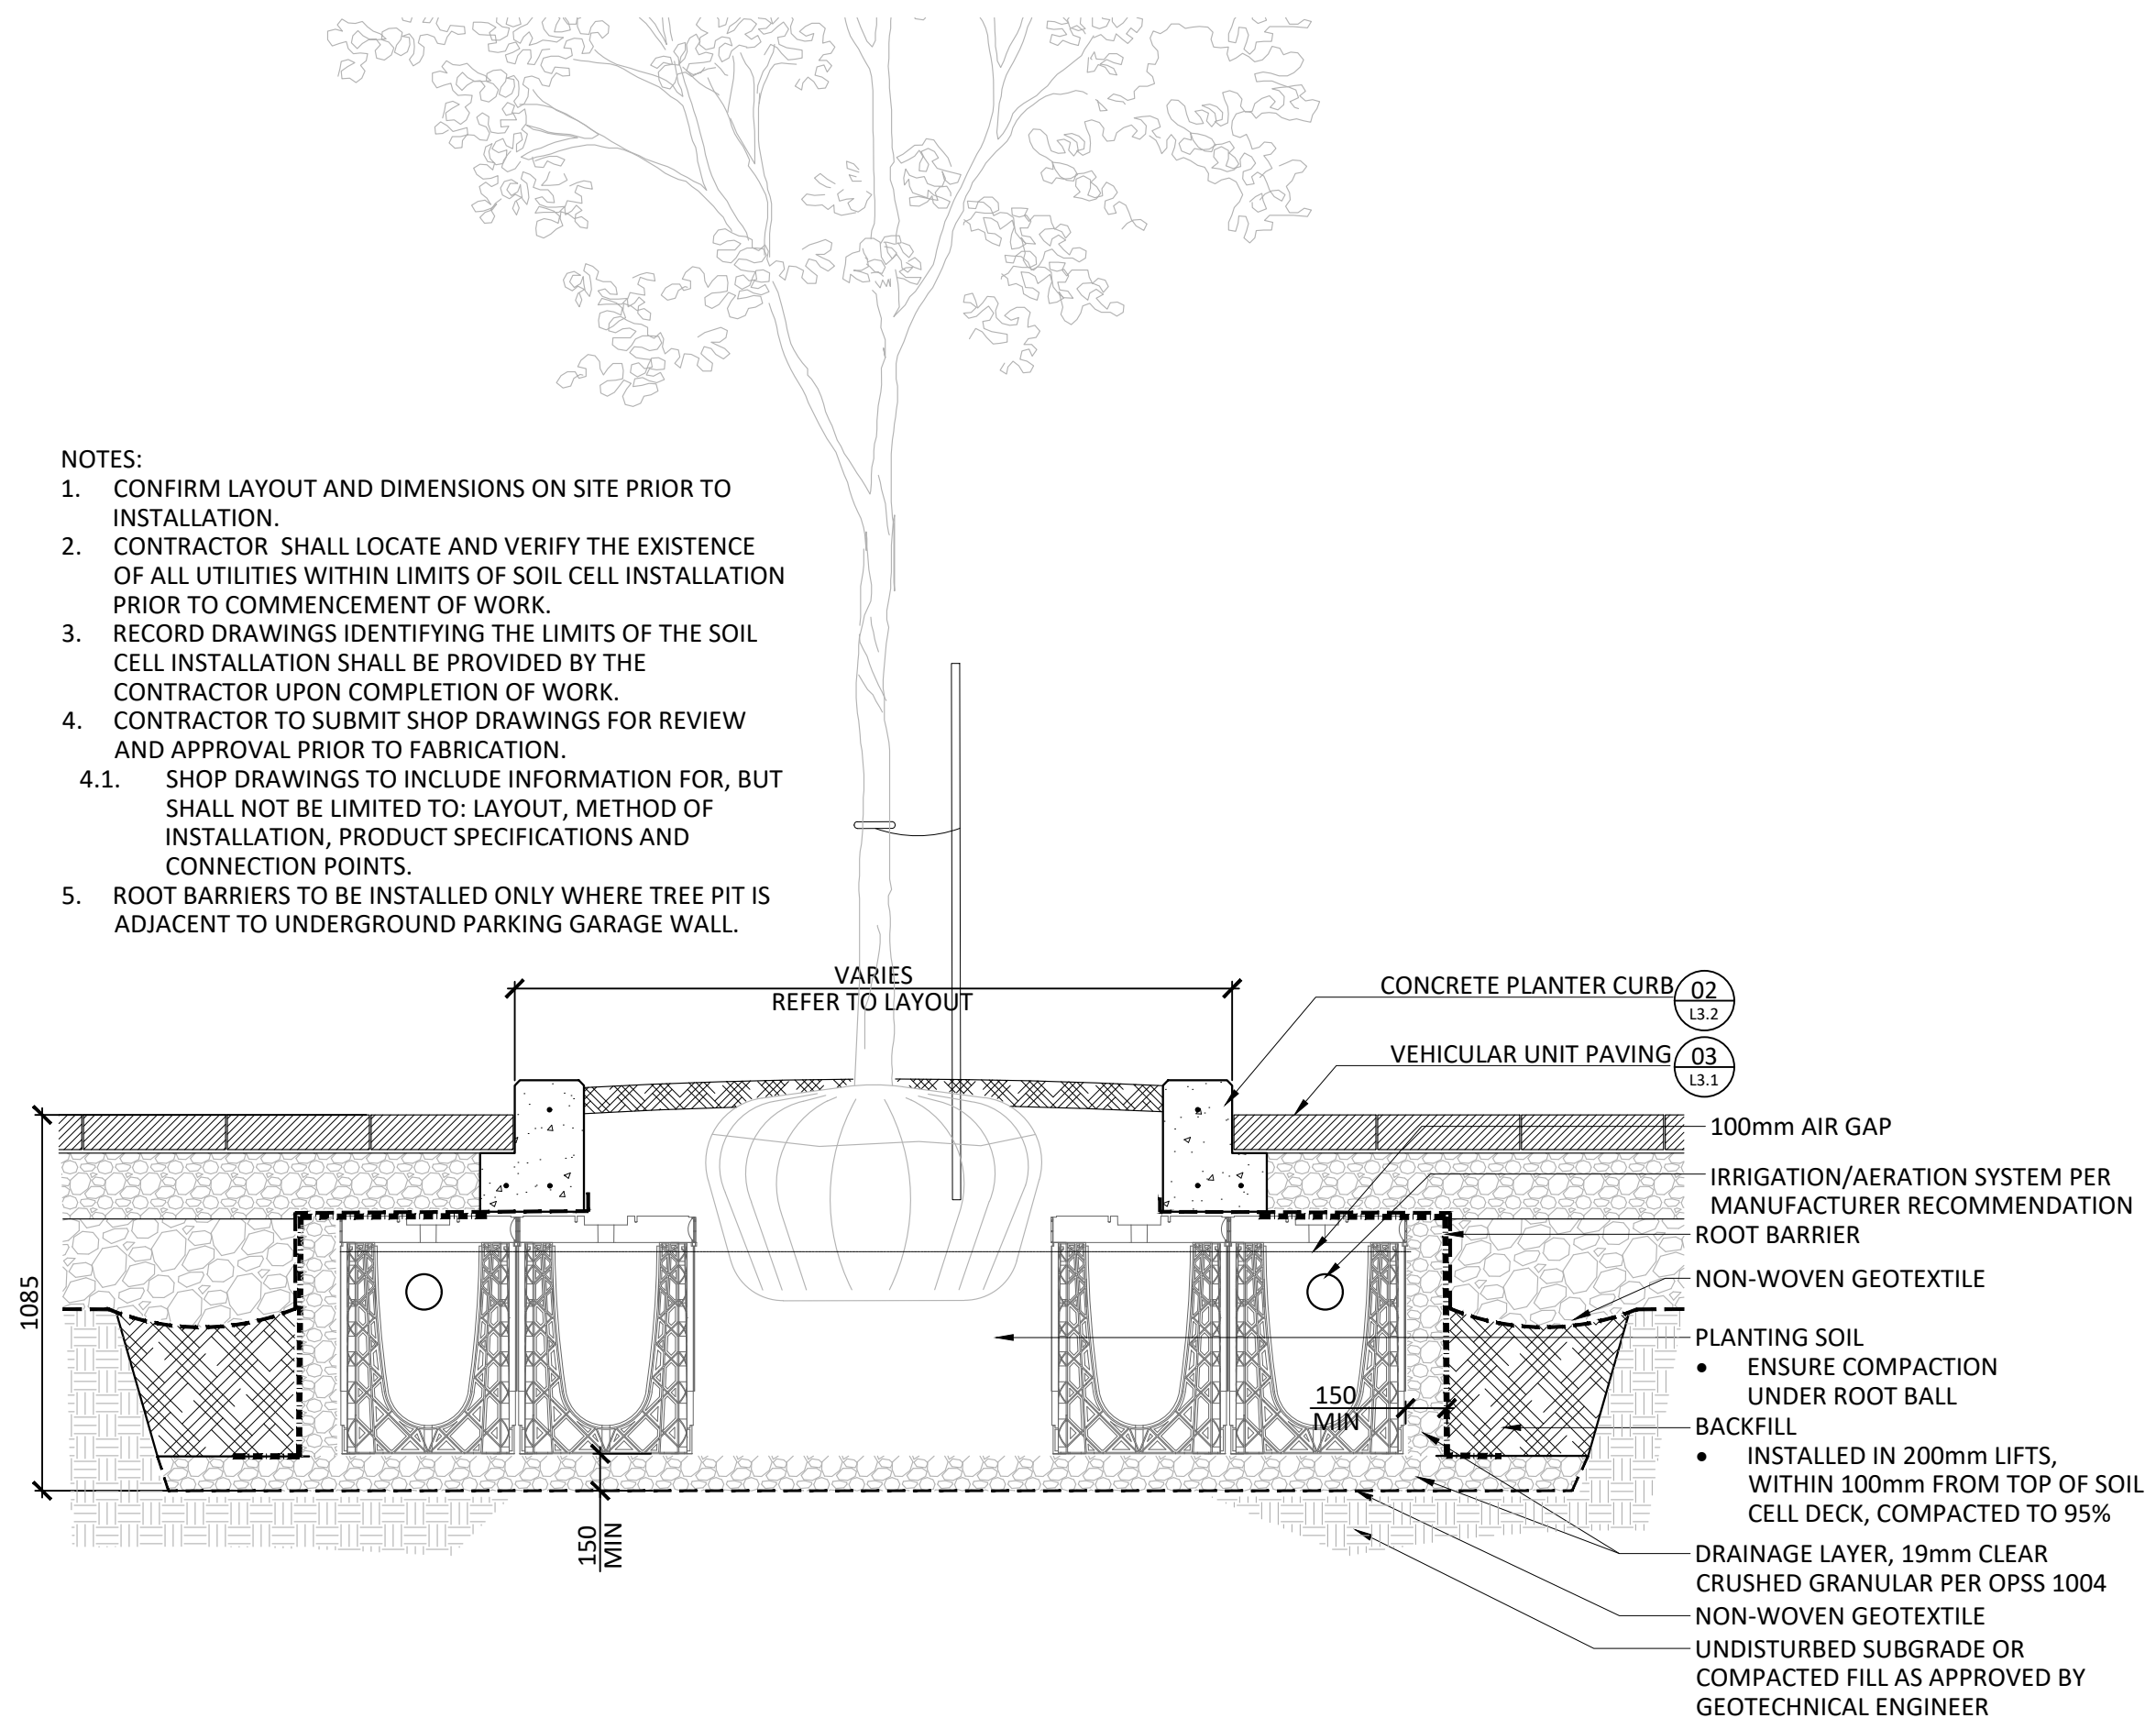 NOTES:
1. CONFIRM LAYOUT AND DIMENSIONS ON SITE PRIOR TO
INSTALLATION.
2. CONTRACTOR SHALL LOCATE AND VERIFY THE EXISTENCE
OF ALL UTILITIES WITHIN LIMITS OF SOIL CELL INSTALLATION
PRIOR TO COMMENCEMENT OF WORK.
3. RECORD DRAWINGS IDENTIFYING THE LIMITS OF THE SOIL
CELL INSTALLATION SHALL BE PROVIDED BY THE
CONTRACTOR UPON COMPLETION OF WORK.
4. CONTRACTOR TO SUBMIT SHOP DRAWINGS FOR REVIEW
AND APPROVAL PRIOR TO FABRICATION.
4.1. SHOP DRAWINGS TO INCLUDE INFORMATION FOR, BUT
SHALL NOT BE LIMITED TO: LAYOUT, METHOD OF
INSTALLATION, PRODUCT SPECIFICATIONS AND
CONNECTION POINTS.
5. ROOT BARRIERS TO BE INSTALLED ONLY WHERE TREE PIT IS
ADJACENT TO UNDERGROUND PARKING GARAGE WALL.
VARIES
REFER TO LAYOUT
CONCRETE PLANTER CURB
02
L3.2
VEHICULAR UNIT PAVING
03
L3.1
100mm AIR GAP
IRRIGATION/AERATION SYSTEM PER
MANUFACTURER RECOMMENDATION
ROOT BARRIER
NON-WOVEN GEOTEXTILE
PLANTING SOIL
• ENSURE COMPACTION
UNDER ROOT BALL
BACKFILL
• INSTALLED IN 200mm LIFTS,
WITHIN 100mm FROM TOP OF SOIL
CELL DECK, COMPACTED TO 95%
DRAINAGE LAYER, 19mm CLEAR
CRUSHED GRANULAR PER OPSS 1004
NON-WOVEN GEOTEXTILE
UNDISTURBED SUBGRADE OR
COMPACTED FILL AS APPROVED BY
GEOTECHNICAL ENGINEER
1085
150
MIN
150
MIN